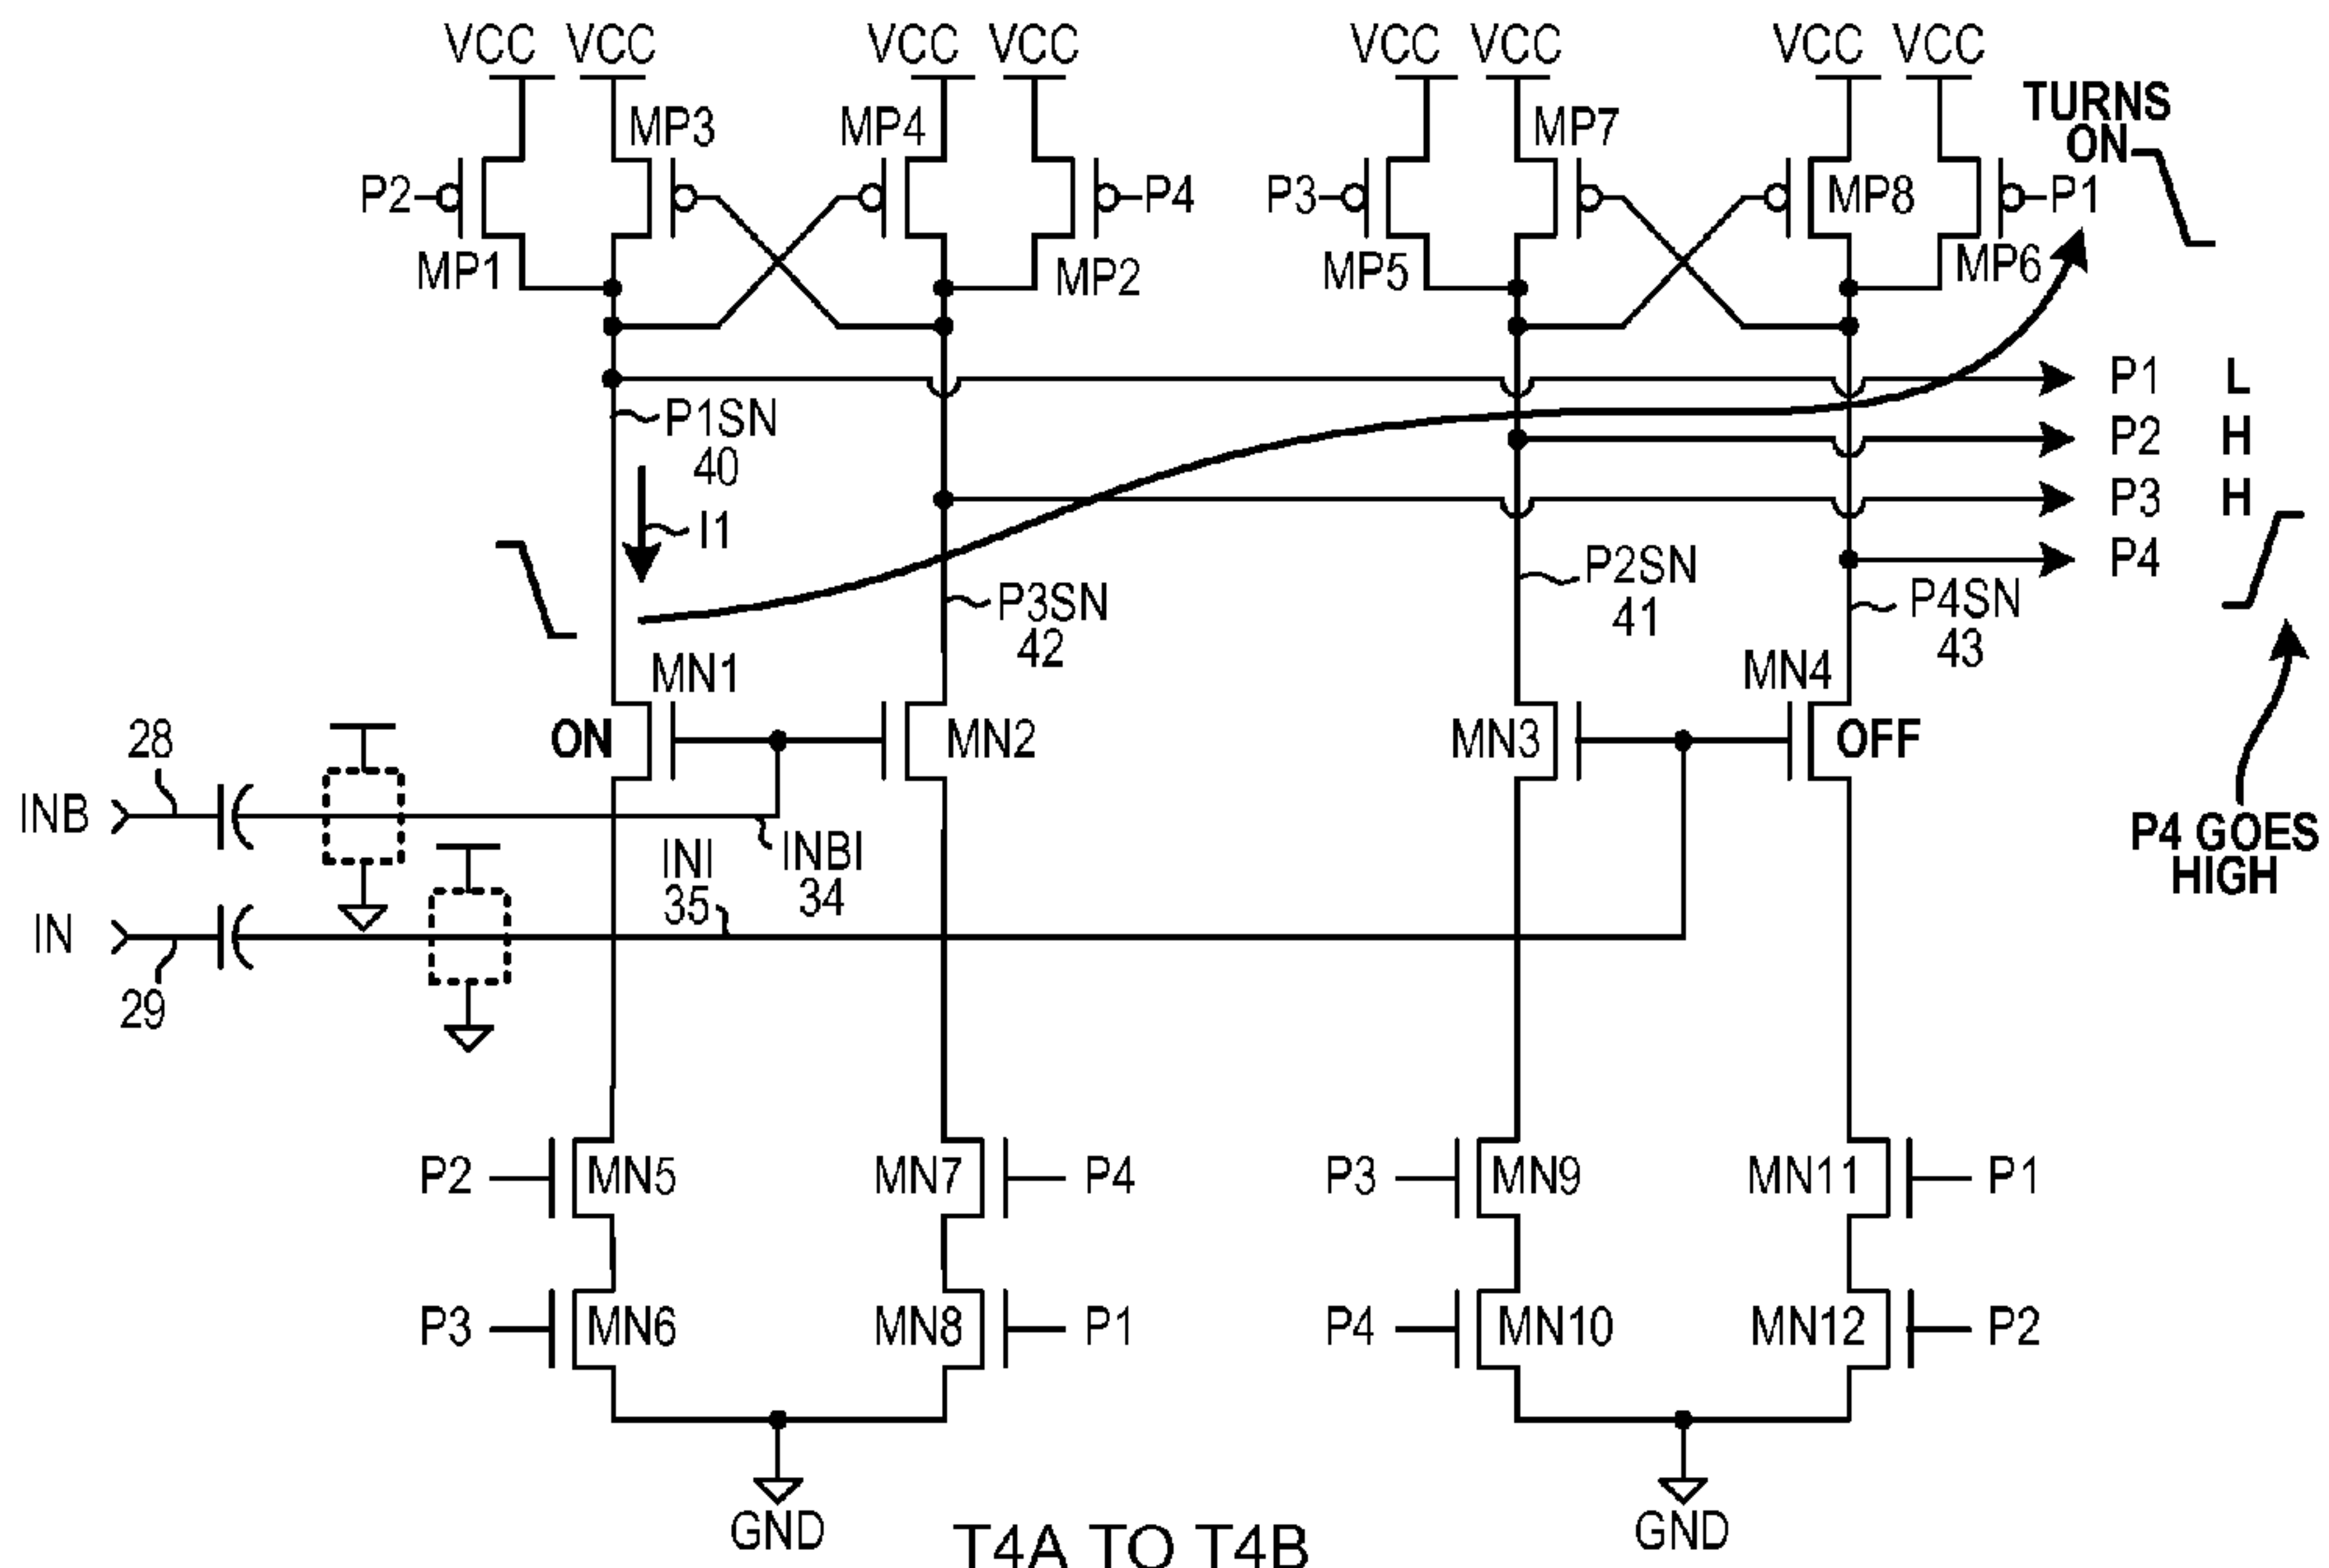 VCC VCC VCC VCC VCC VCC VCC VCC
TURNS
ON
MP3 MP4 MP7
P2 P4 P3 MP8 P1
MP1 MP2 MP5 MP6
P1 L
P1SN
40
P2 H
P3 H
I1
P4
P2SN
41
P3SN
42
P4SN
43
MN1 MN4
ON MN2 MN3 OFF
28
INB
INI
35
INBI
34
P4 GOES
HIGH
IN
29
P2 MN5 MN7 P4 P3 MN9 MN11 P1
P3 MN6 MN8 P1 P4 MN10 MN12 P2
GND GND
T4A TO T4B